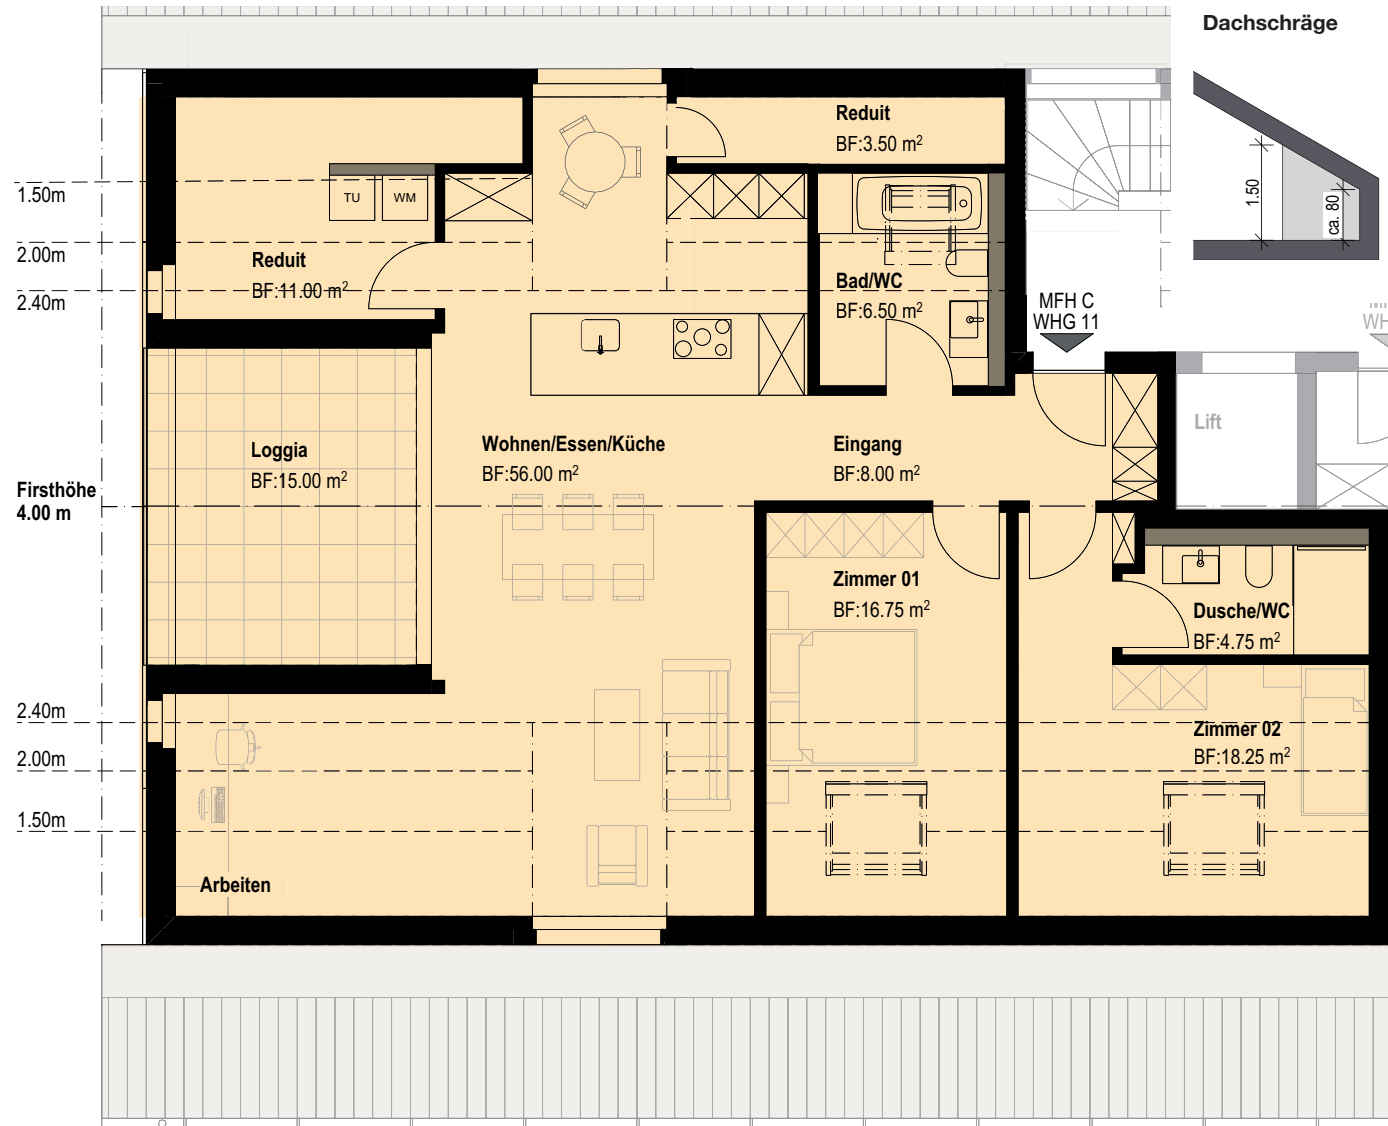 Dachschräge
1.50
ca. 80
Reduit
BF:3.50 m²
1.50m
TU
WM
2.00m
Reduit
BF:11.00 m²
2.40m
Bad/WC
BF:6.50 m²
MFH C
WHG 11
Lift
Loggia
BF:15.00 m²
Wohnen/Essen/Küche
BF:56.00 m²
Eingang
BF:8.00 m²
Firsthöhe
4.00 m
Zimmer 01
BF:16.75 m²
Dusche/WC
BF:4.75 m²
2.40m
Zimmer 02
BF:18.25 m²
2.00m
1.50m
Arbeiten